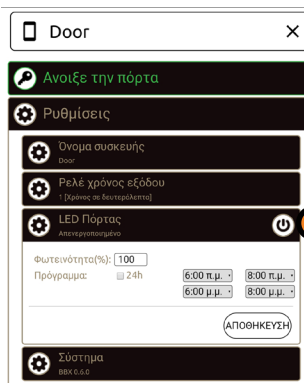 Door
Ανοιξε την πόρτα
Ρυθμίσεις
Όνομα συσκευής
Door
Ρελέ χρόνος εξόδου
1 [Χρόνος σε δευτερόλεπτα]
LED Πόρτας
Απενεργοποιημένο
Φωτεινότητα(%): 100
Πρόγραμμα: 24h 6:00 π.μ. 8:00 π.μ.
6:00 μ.μ. 8:00 μ.μ.
ΑΠΟΘΗΚΕΥΣΗ
Σύστημα
BBX 0.6.0